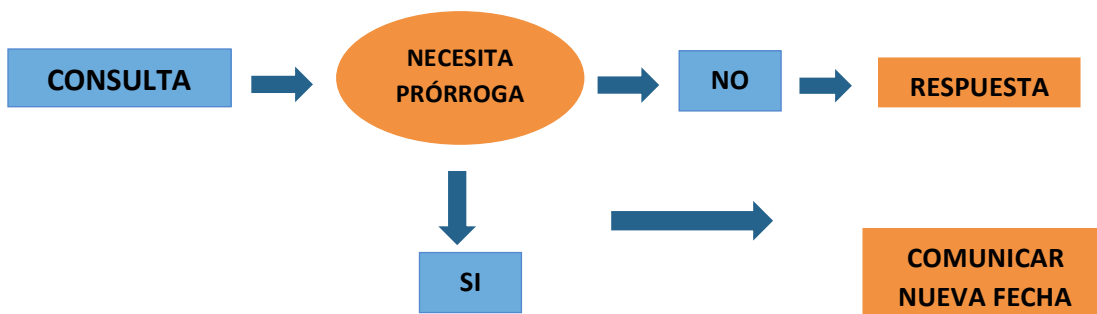 CONSULTA
NECESITA
PRÓRROGA
NO
RESPUESTA
SI
COMUNICAR
NUEVA FECHA